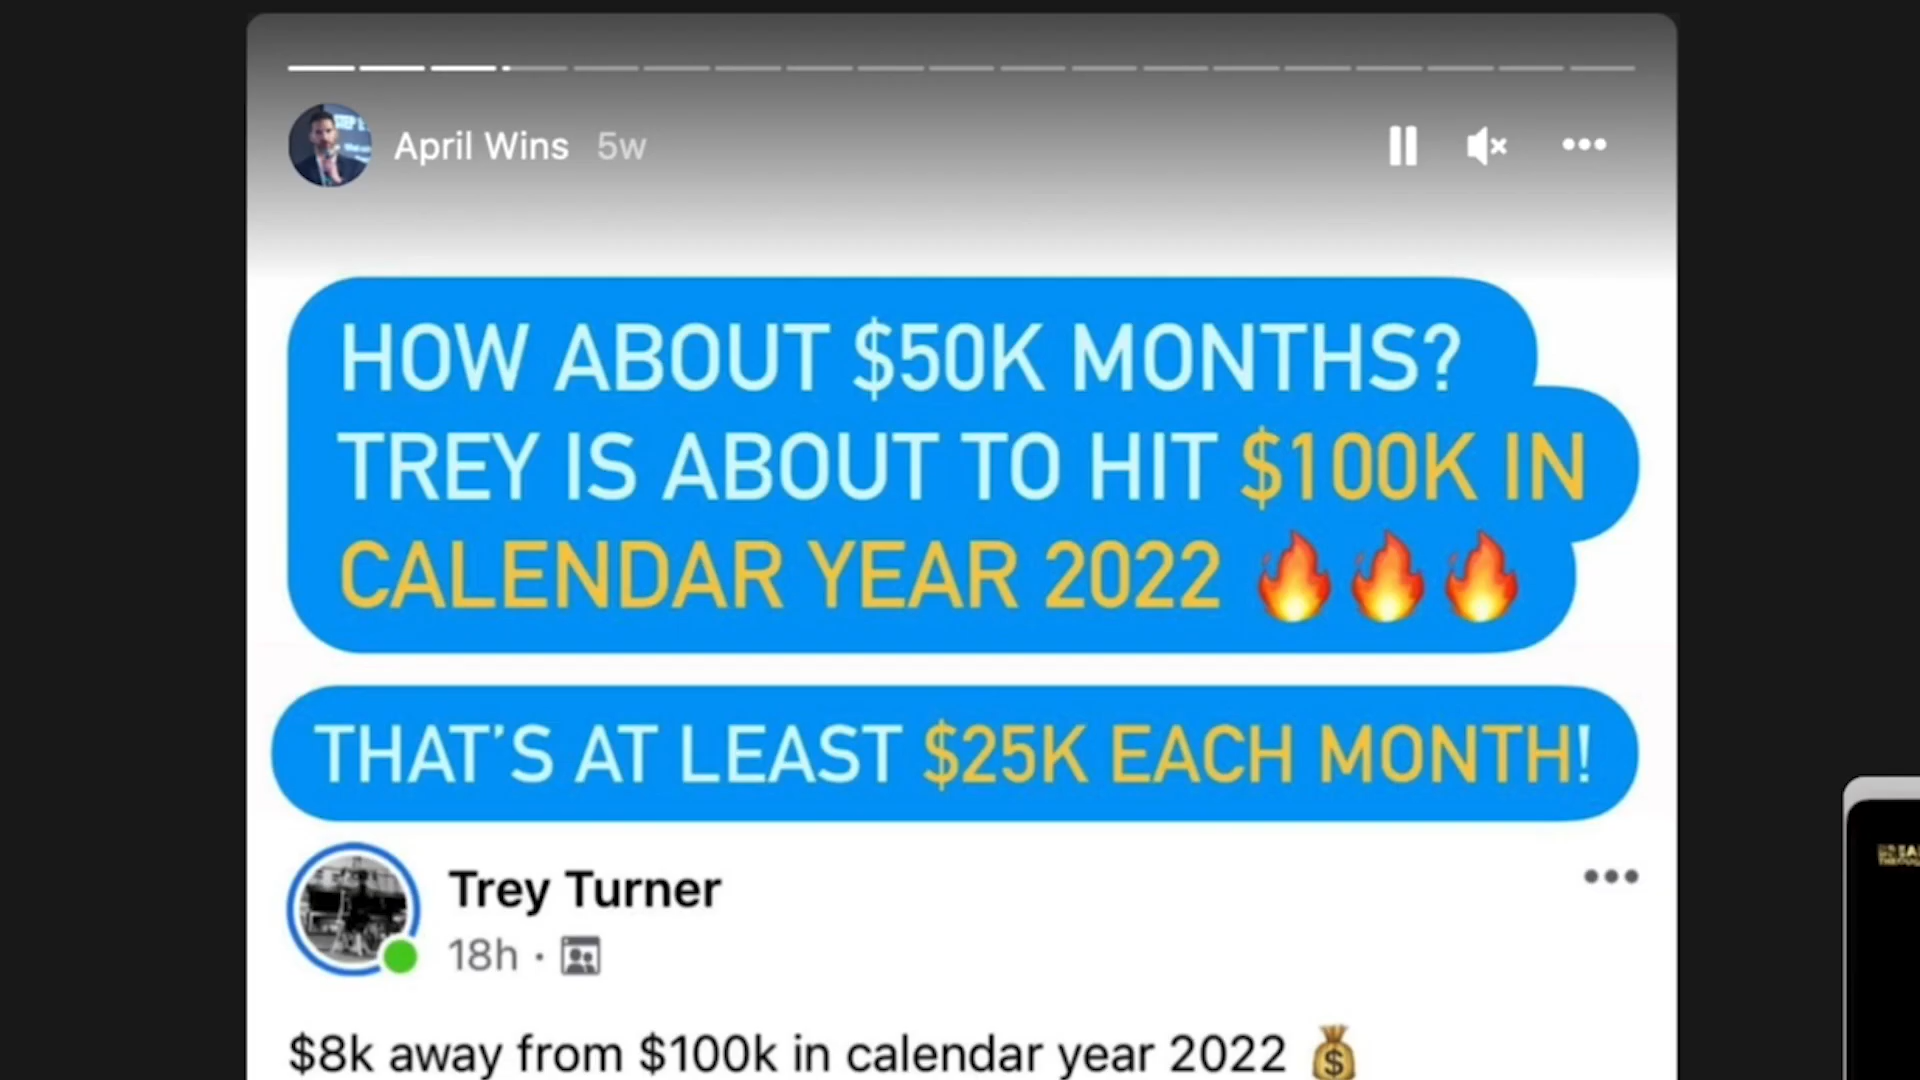 April Wins 5w
HOW ABOUT $50K MONTHS?
TREY IS ABOUT TO HIT $100K IN
CALENDAR YEAR 2022 🔥🔥🔥
THAT'S AT LEAST $25K EACH MONTH!
Trey Turner
18h ·
$8k away from $100k in calendar year 2022 💰